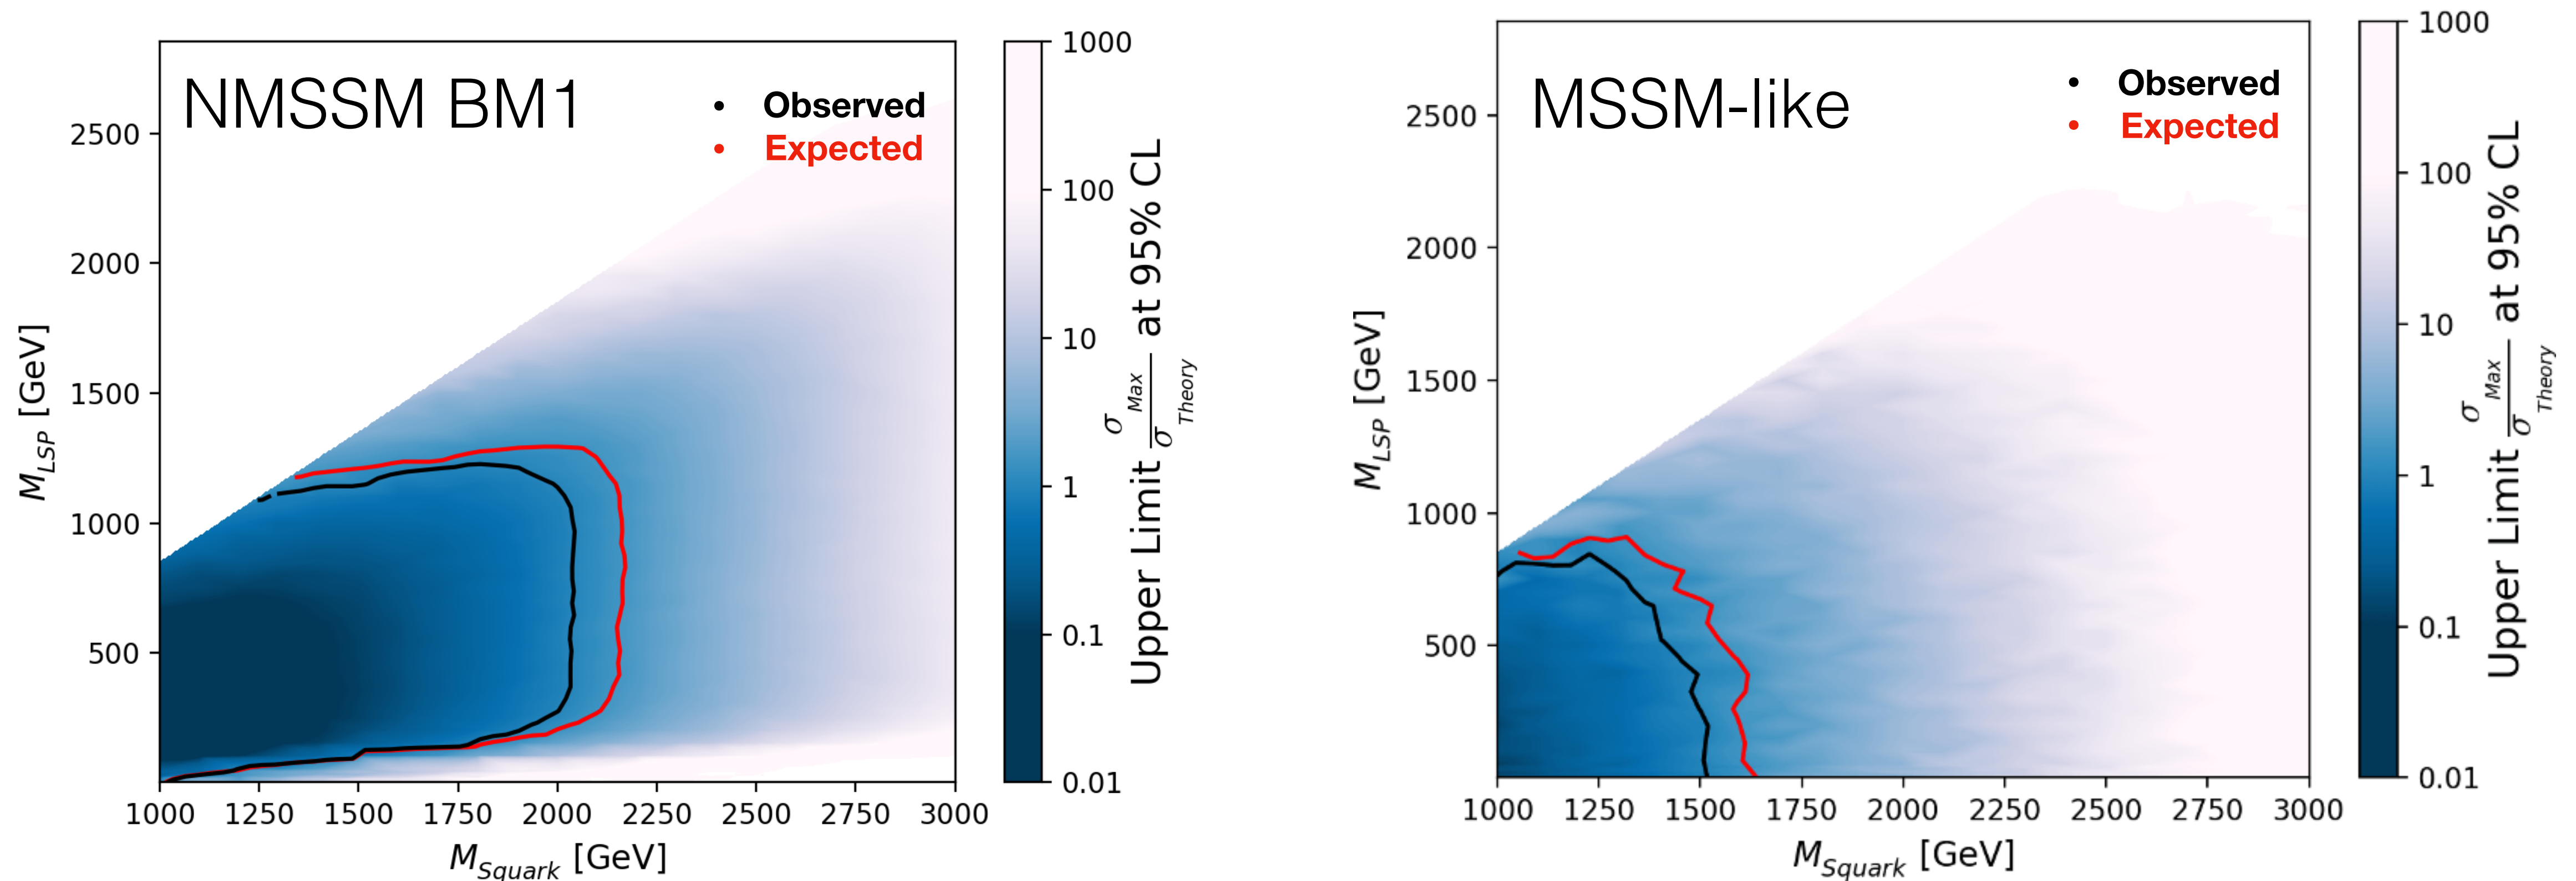 NMSSM BM1
Observed
Expected
2500
2000
1500
1000
500
M_LSP [GeV]
1000 1250 1500 1750 2000 2250 2500 2750 3000
M_Squark [GeV]
1000
100
10
1
0.1
0.01
Upper Limit σ^Max/σ_Theory at 95% CL
MSSM-like
Observed
Expected
2500
2000
1500
1000
500
M_LSP [GeV]
1000 1250 1500 1750 2000 2250 2500 2750 3000
M_Squark [GeV]
1000
100
10
1
0.1
0.01
Upper Limit σ^Max/σ_Theory at 95% CL